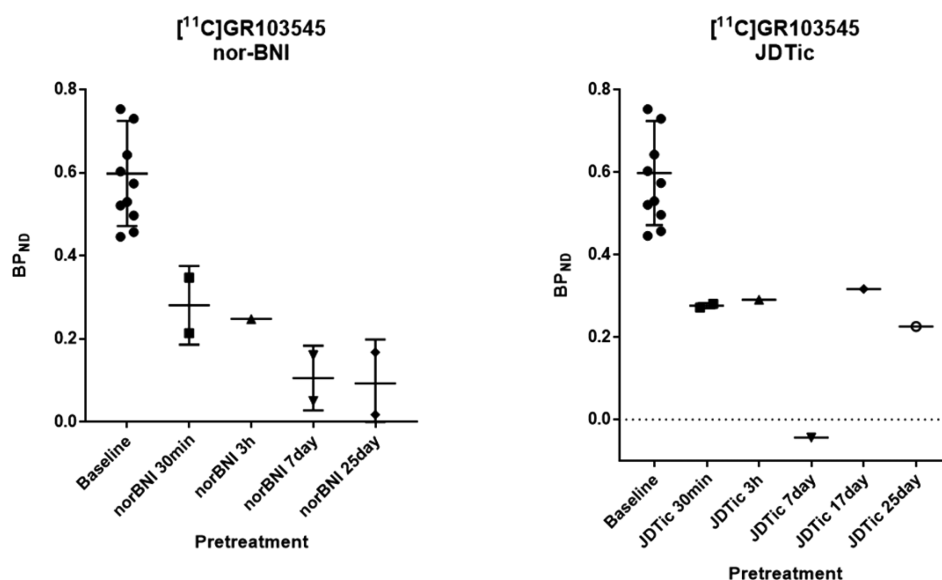 [¹¹C]GR103545
nor-BNI
0.8
0.6
0.4
0.2
0.0
BP_ND
Baseline
norBNI 30min
norBNI 3h
norBNI 7day
norBNI 25day
Pretreatment
[¹¹C]GR103545
JDTic
0.8
0.6
0.4
0.2
0.0
BP_ND
Baseline
JDTic 30min
JDTic 3h
JDTic 7day
JDTic 17day
JDTic 25day
Pretreatment